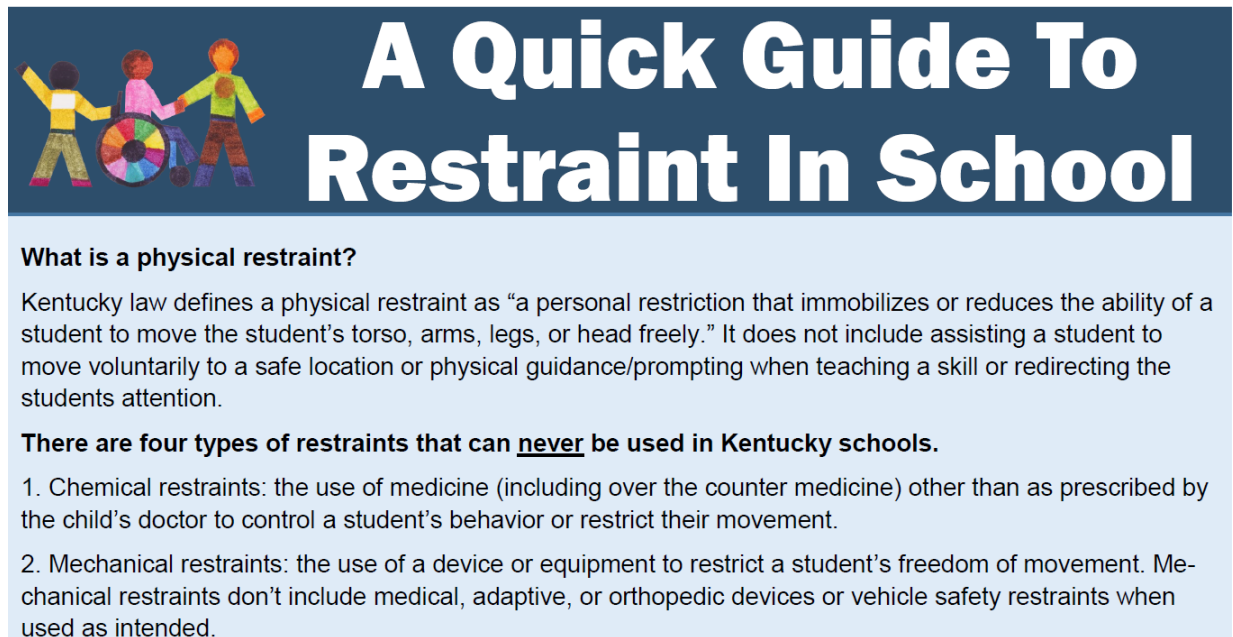 A Quick Guide To
Restraint In School
What is a physical restraint?
Kentucky law defines a physical restraint as “a personal restriction that immobilizes or reduces the ability of a
student to move the student’s torso, arms, legs, or head freely.” It does not include assisting a student to
move voluntarily to a safe location or physical guidance/prompting when teaching a skill or redirecting the
students attention.
There are four types of restraints that can never be used in Kentucky schools.
1. Chemical restraints: the use of medicine (including over the counter medicine) other than as prescribed by
the child’s doctor to control a student’s behavior or restrict their movement.
2. Mechanical restraints: the use of a device or equipment to restrict a student’s freedom of movement. Me-
chanical restraints don’t include medical, adaptive, or orthopedic devices or vehicle safety restraints when
used as intended.